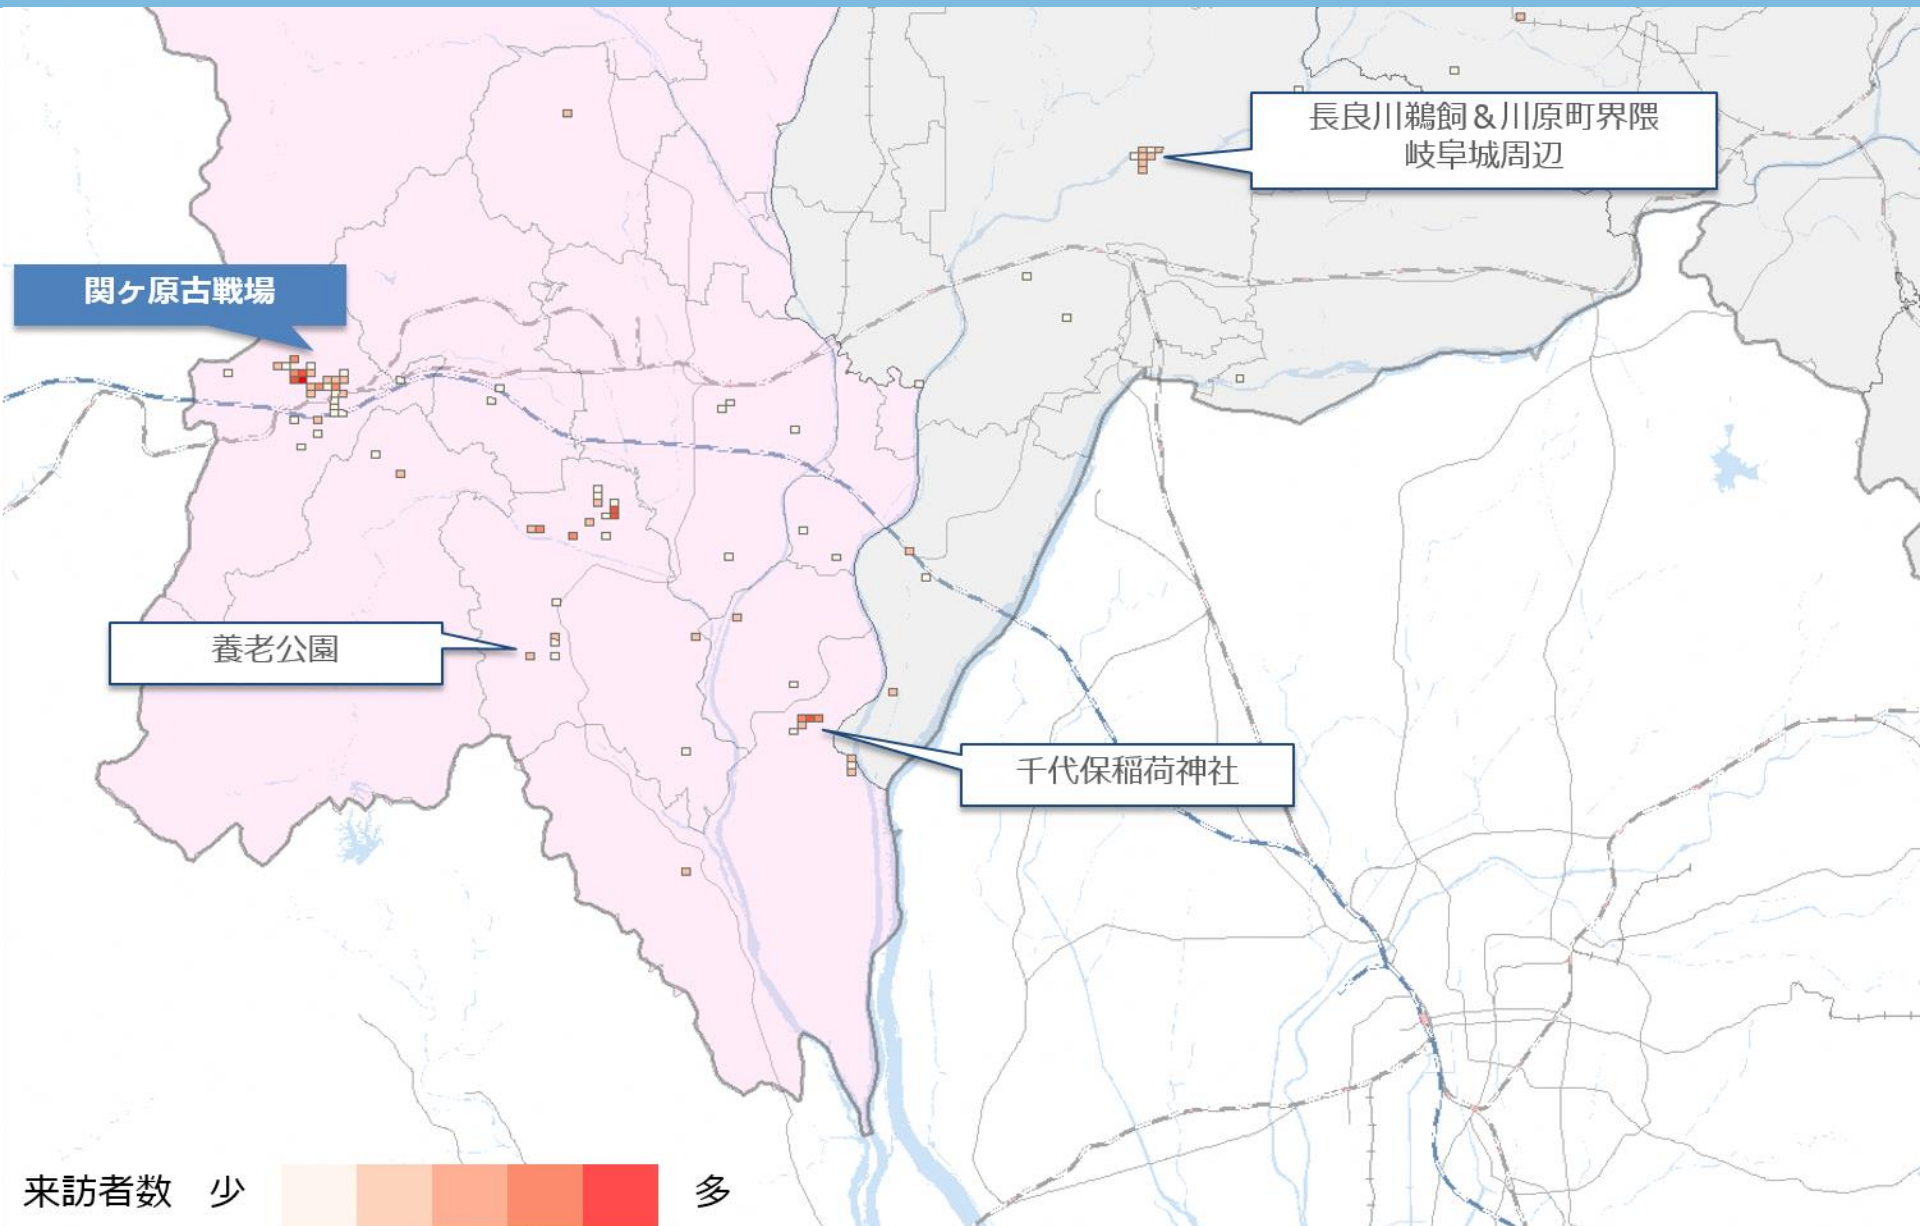 長良川鵜飼&川原町界隈
岐阜城周辺
関ヶ原古戦場
養老公園
千代保稲荷神社
来訪者数 少 多